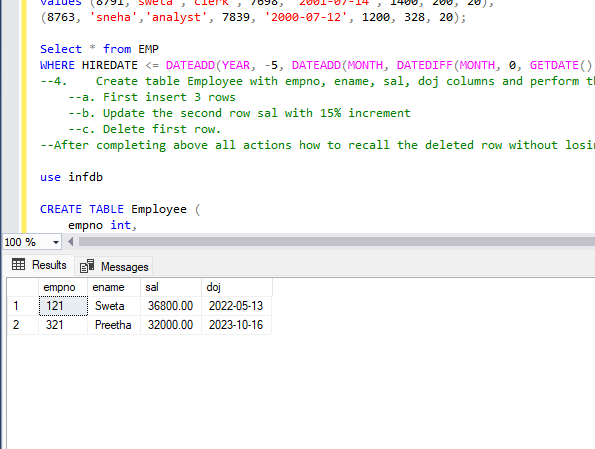 values (8791,'sweta','clerk', 7698, '2001-07-14', 1400, 200, 20),
(8763, 'sneha','analyst', 7839, '2000-07-12', 1200, 328, 20);
Select * from EMP
WHERE HIREDATE <= DATEADD(YEAR, -5, DATEADD(MONTH, DATEDIFF(MONTH, 0, GETDATE()
--4. Create table Employee with empno, ename, sal, doj columns and perform th
--a. First insert 3 rows
--b. Update the second row sal with 15% increment
--c. Delete first row.
--After completing above all actions how to recall the deleted row without losin
use infdb
CREATE TABLE Employee (
empno int,
100 %
Results Messages
empno ename sal doj
1 121 Sweta 36800.00 2022-05-13
2 321 Preetha 32000.00 2023-10-16